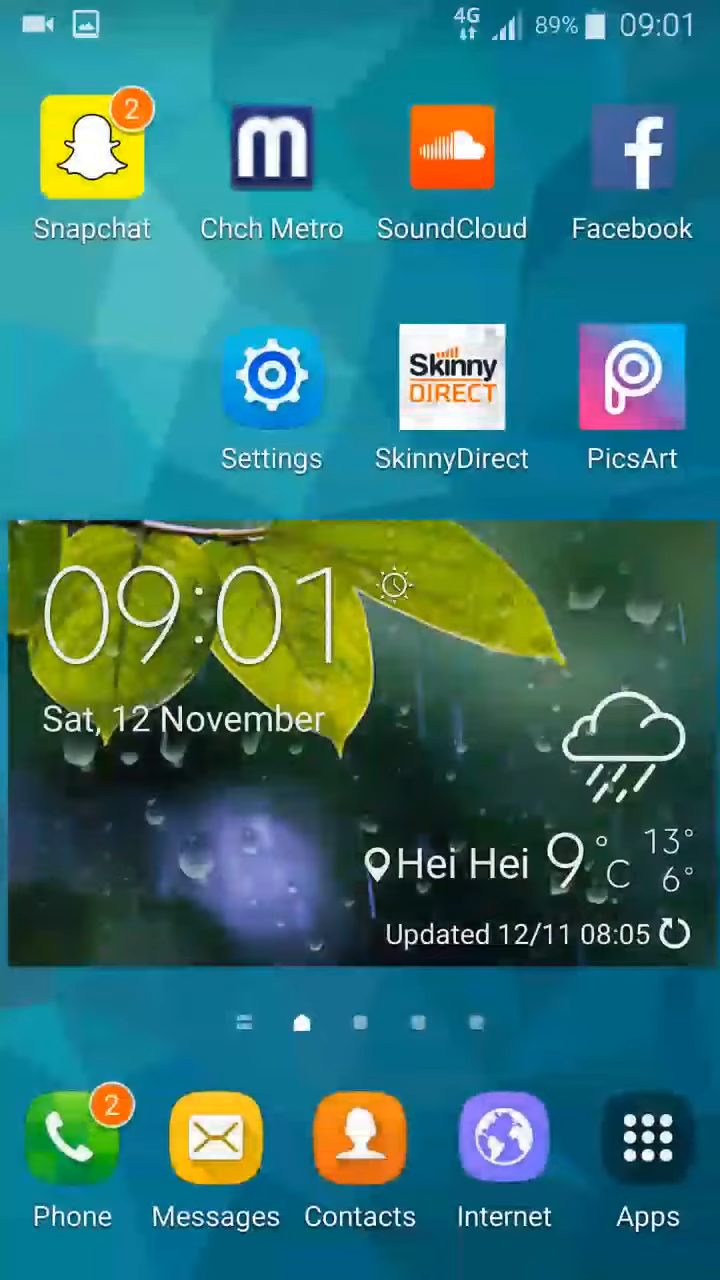 4G 89% 09:01
2
m
Snapchat Chch Metro SoundCloud Facebook
Skinny
DIRECT
Settings SkinnyDirect PicsArt
09:01
Sat, 12 November
Hei Hei 9°C 13°
6°
Updated 12/11 08:05
2
Phone Messages Contacts Internet Apps